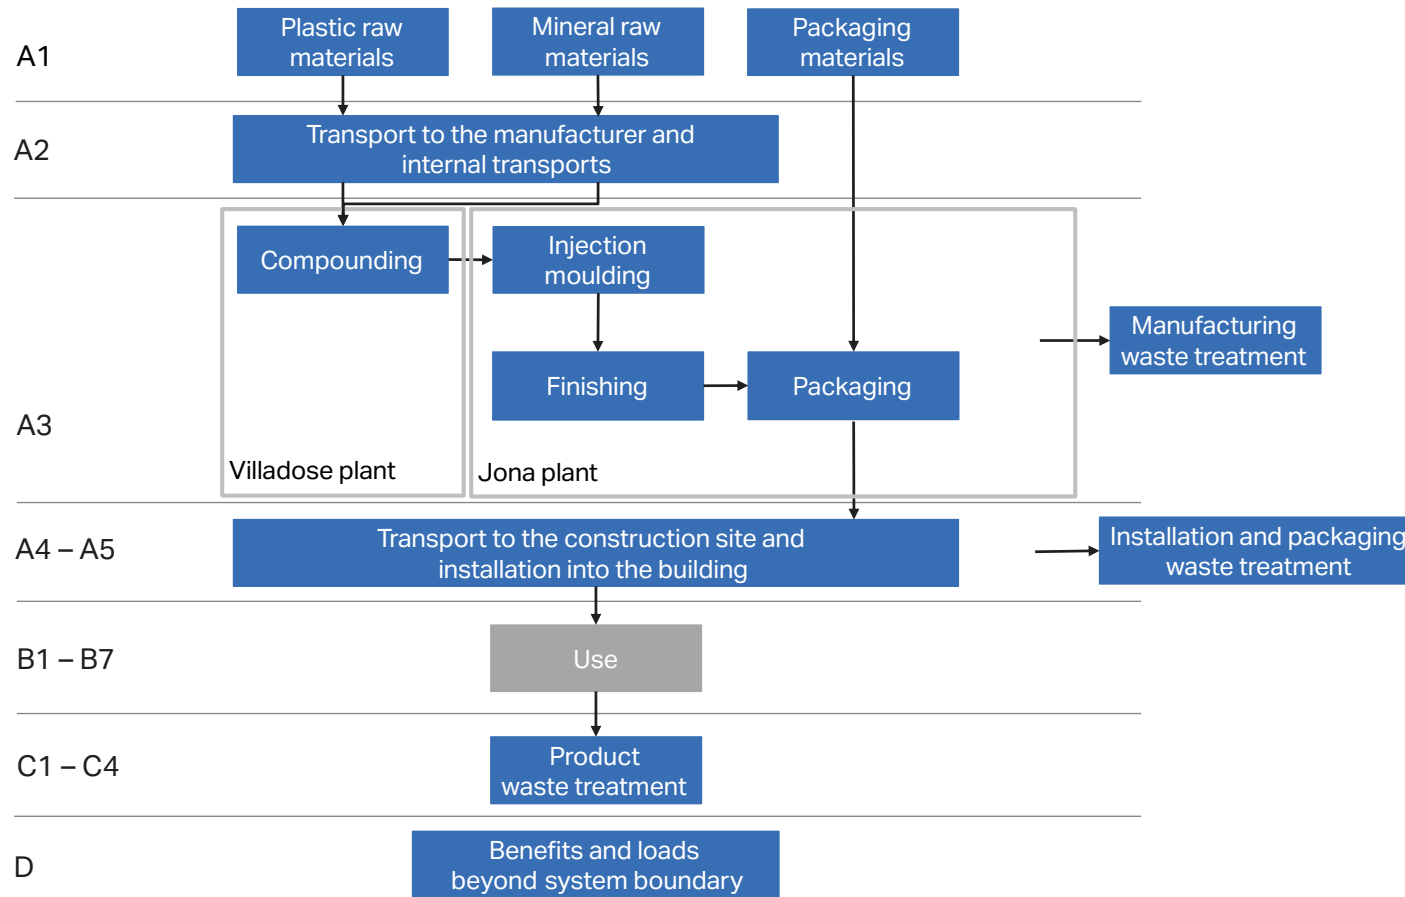 A1
Plastic raw
materials
Mineral raw
materials
Packaging
materials
A2
Transport to the manufacturer and
internal transports
A3
Compounding
Injection
moulding
Manufacturing
waste treatment
Finishing
Packaging
Villadose plant
Jona plant
A4 – A5
Transport to the construction site and
installation into the building
Installation and packaging
waste treatment
B1 – B7
Use
C1 – C4
Product
waste treatment
D
Benefits and loads
beyond system boundary